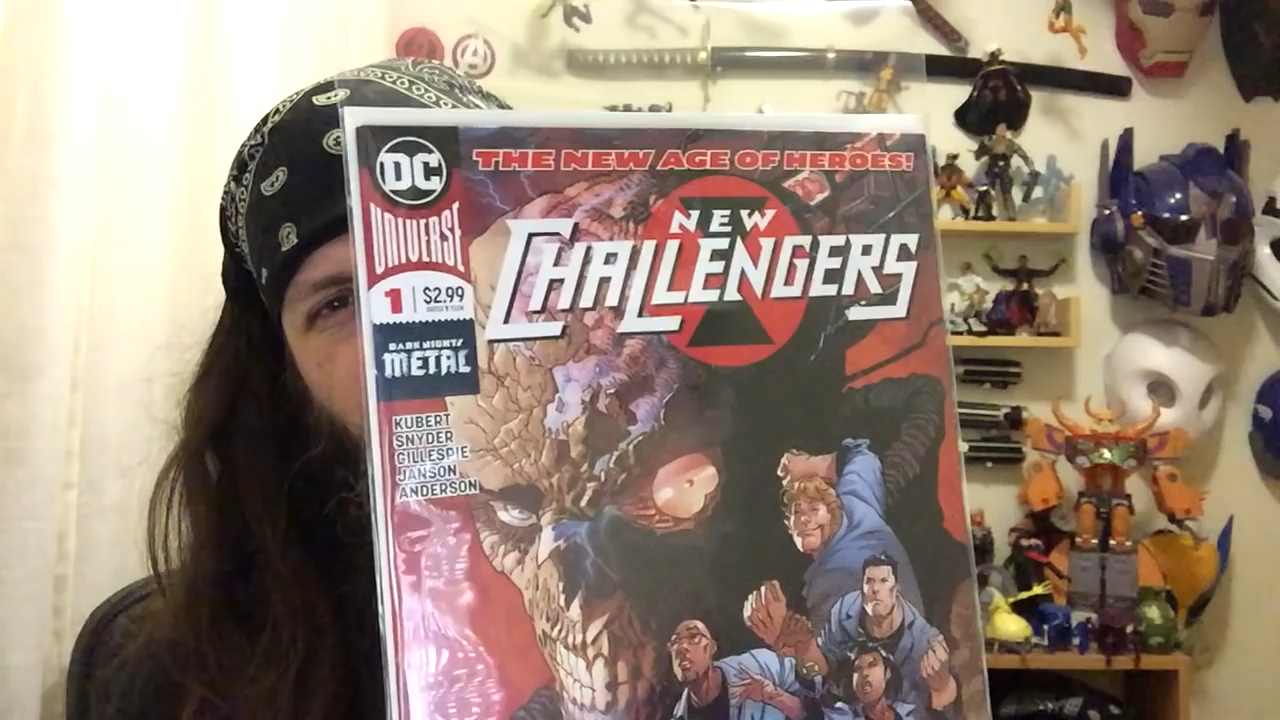 THE NEW AGE OF HEROES!
DC
UNIVERSE
NEW
CHALLENGERS
1 $2.99
DARK NIGHTS
METAL
KUBERT
SNYDER
GILLESPIE
JANSON
ANDERSON